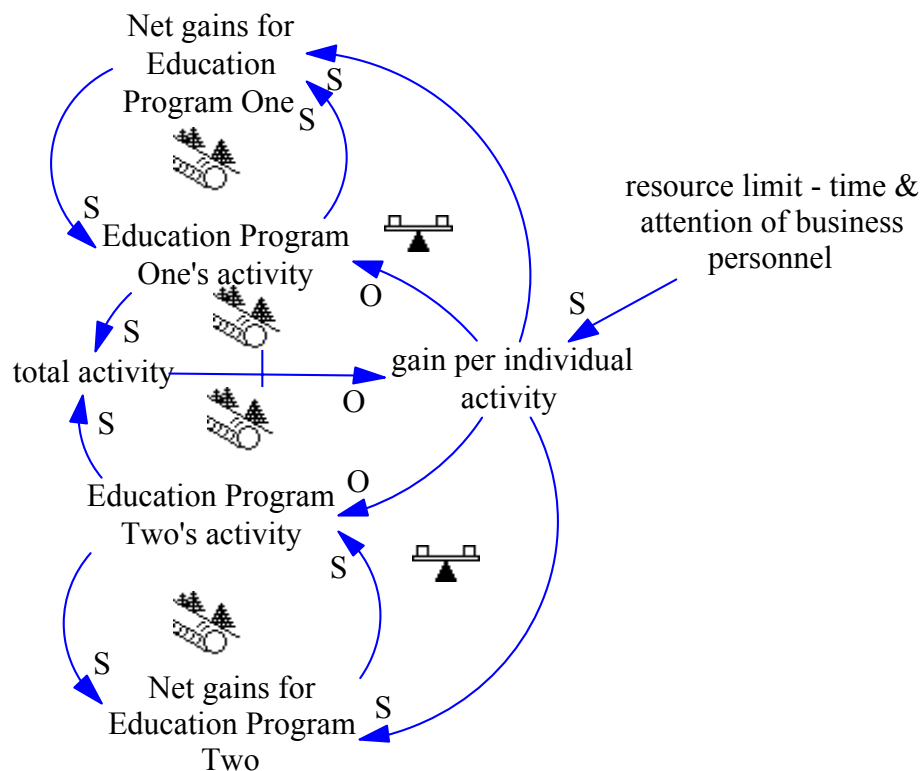 Net gains for
Education
Program One
S
S
S
Education Program
One's activity
resource limit - time &
attention of business
personnel
S
O
S
total activity
gain per individual
activity
O
S
O
Education Program
Two's activity
S
S
Net gains for
Education Program
Two
S